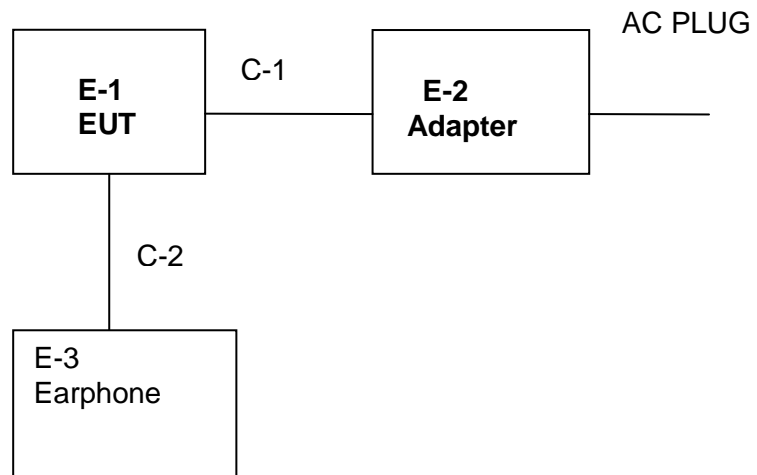 AC PLUG
C-1
E-1
EUT
E-2
Adapter
C-2
E-3
Earphone